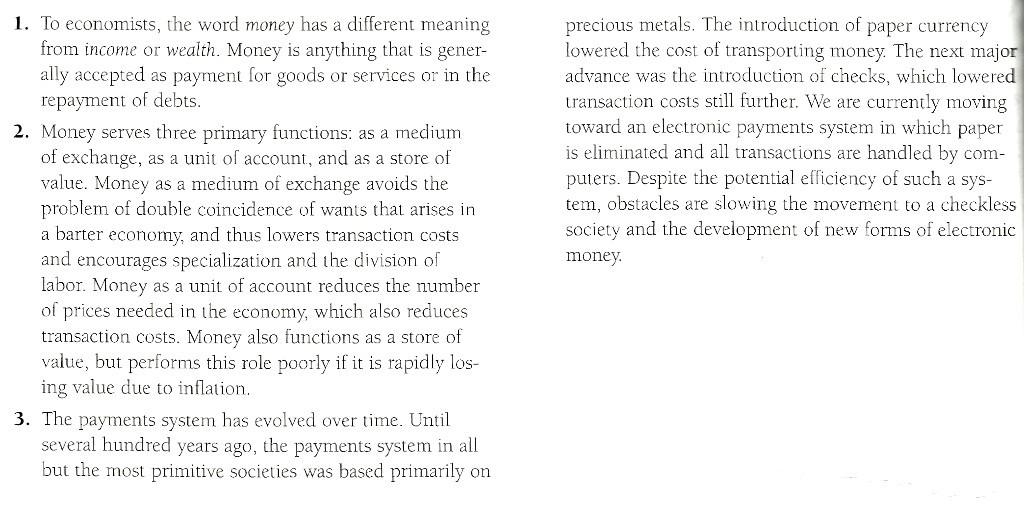 1. To economists, the word money has a different meaning
from income or wealth. Money is anything that is gener-
ally accepted as payment for goods or services or in the
repayment of debts.
2. Money serves three primary functions: as a medium
of exchange, as a unit of account, and as a store of
value. Money as a medium of exchange avoids the
problem of double coincidence of wants that arises in
a barter economy, and thus lowers transaction costs
and encourages specialization and the division of
labor. Money as a unit of account reduces the number
of prices needed in the economy, which also reduces
transaction costs. Money also functions as a store of
value, but performs this role poorly if it is rapidly los-
ing value due to inflation.
3. The payments system has evolved over time. Until
several hundred years ago, the payments system in all
but the most primitive societies was based primarily on
precious metals. The introduction of paper currency
lowered the cost of transporting money. The next major
advance was the introduction of checks, which lowered
transaction costs still further. We are currently moving
toward an electronic payments system in which paper
is eliminated and all transactions are handled by com-
puters. Despite the potential efficiency of such a sys-
tem, obstacles are slowing the movement to a checkless
society and the development of new forms of electronic
money.